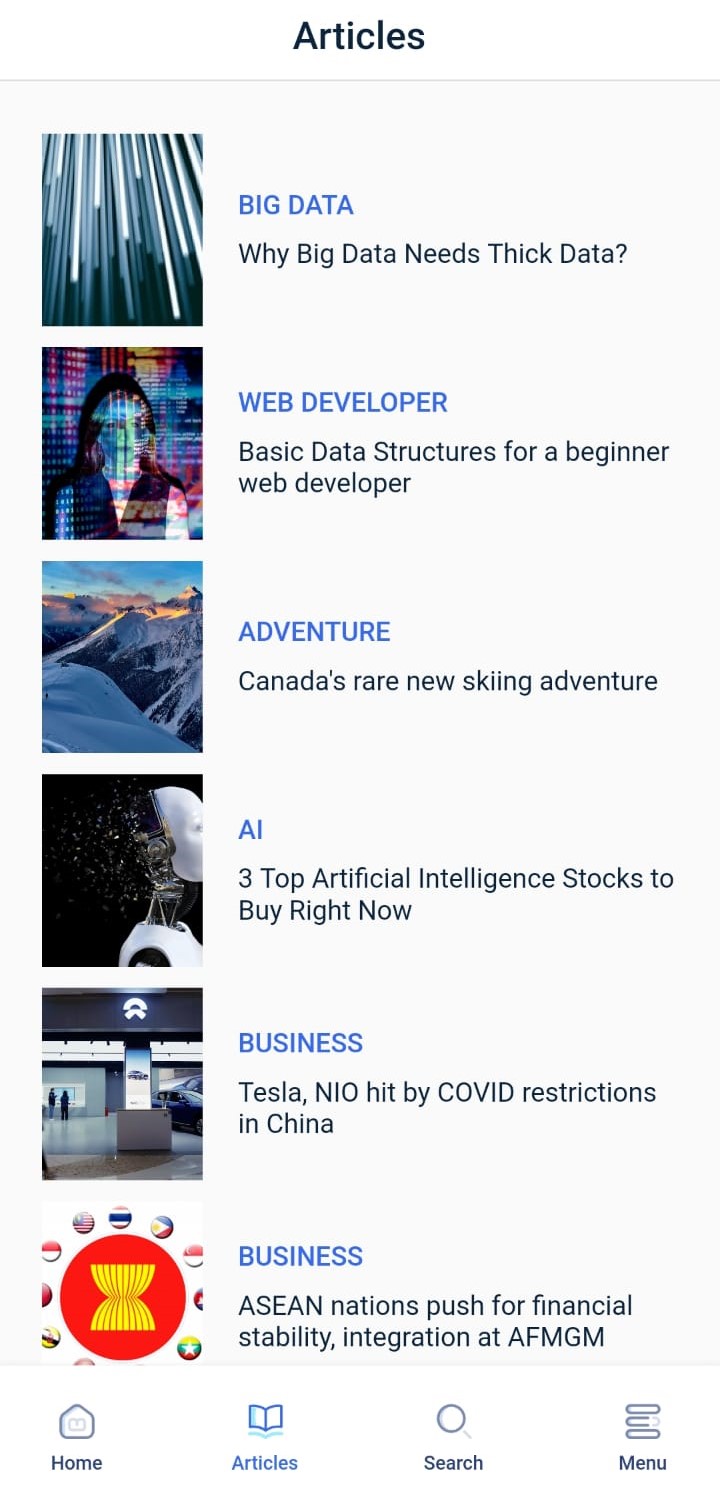 Articles
BIG DATA
Why Big Data Needs Thick Data?
WEB DEVELOPER
Basic Data Structures for a beginner
web developer
ADVENTURE
Canada's rare new skiing adventure
AI
3 Top Artificial Intelligence Stocks to
Buy Right Now
BUSINESS
Tesla, NIO hit by COVID restrictions
in China
BUSINESS
ASEAN nations push for financial
stability, integration at AFMGM
Home
Articles
Search
Menu